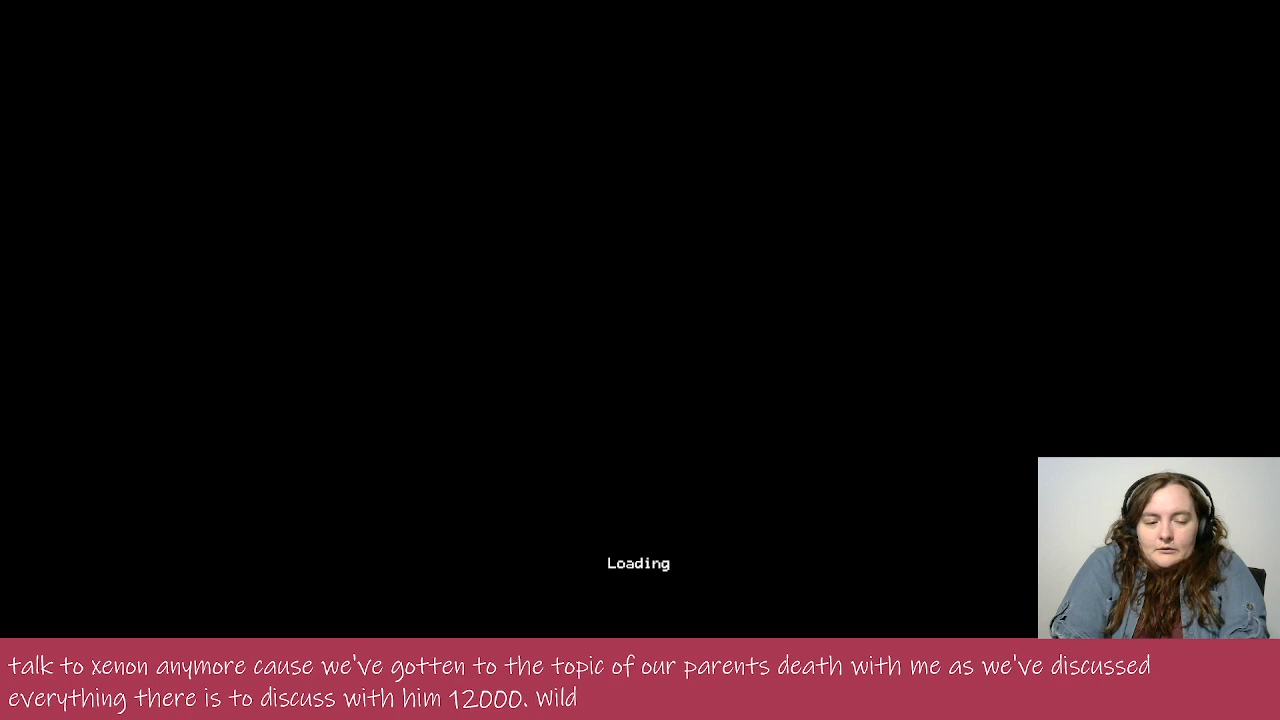 Loading
talk to xenon anymore cause we've gotten to the topic of our parents death with me as we've discussed
everything there is to discuss with him 12000. Wild